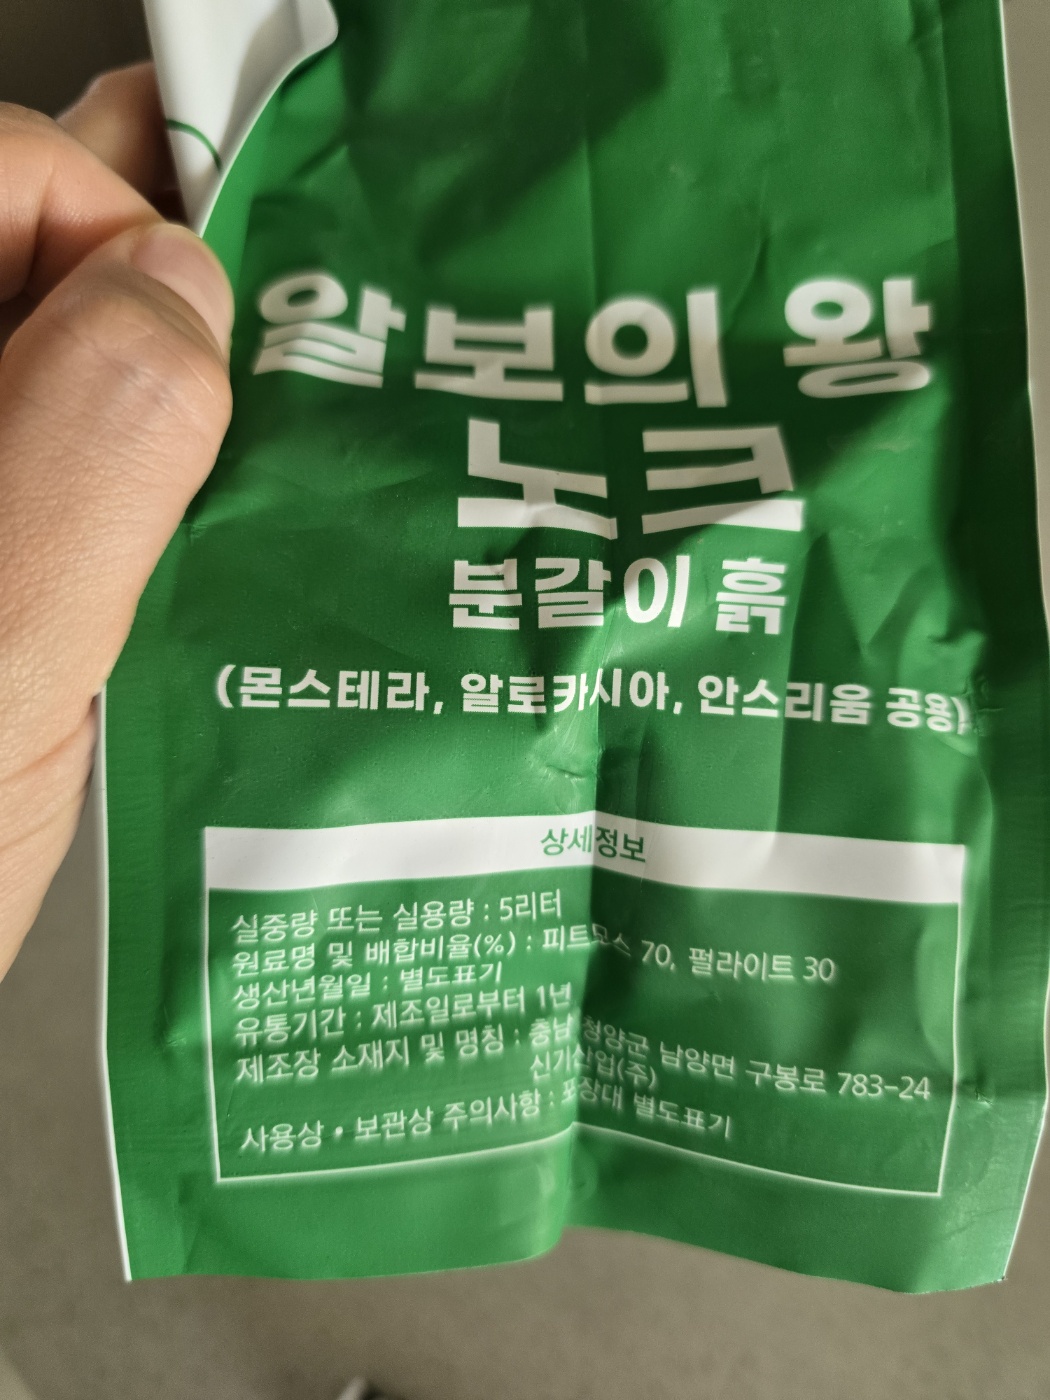 알보의 왕
노크
분갈이 흙
(몬스테라, 알로카시아, 안스리움 공용)
상세정보
실중량 또는 실용량 : 5리터
원료명 및 배합비율(%) : 피트모스 70, 펄라이트 30
생산년월일 : 별도표기
유통기간 : 제조일로부터 1년
제조장 소재지 및 명칭 : 충남 청양군 남양면 구봉로 783-24
신기산업(주)
사용상 • 보관상 주의사항 : 포장대 별도표기